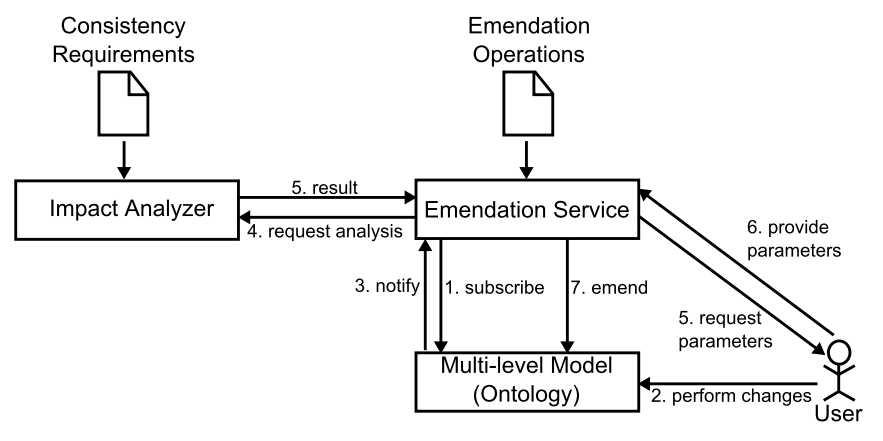 Consistency
Requirements
Emendation
Operations
Impact Analyzer
5. result
4. request analysis
Emendation Service
6. provide
parameters
3. notify
1. subscribe
7. emend
5. request
parameters
Multi-level Model
(Ontology)
2. perform changes
User